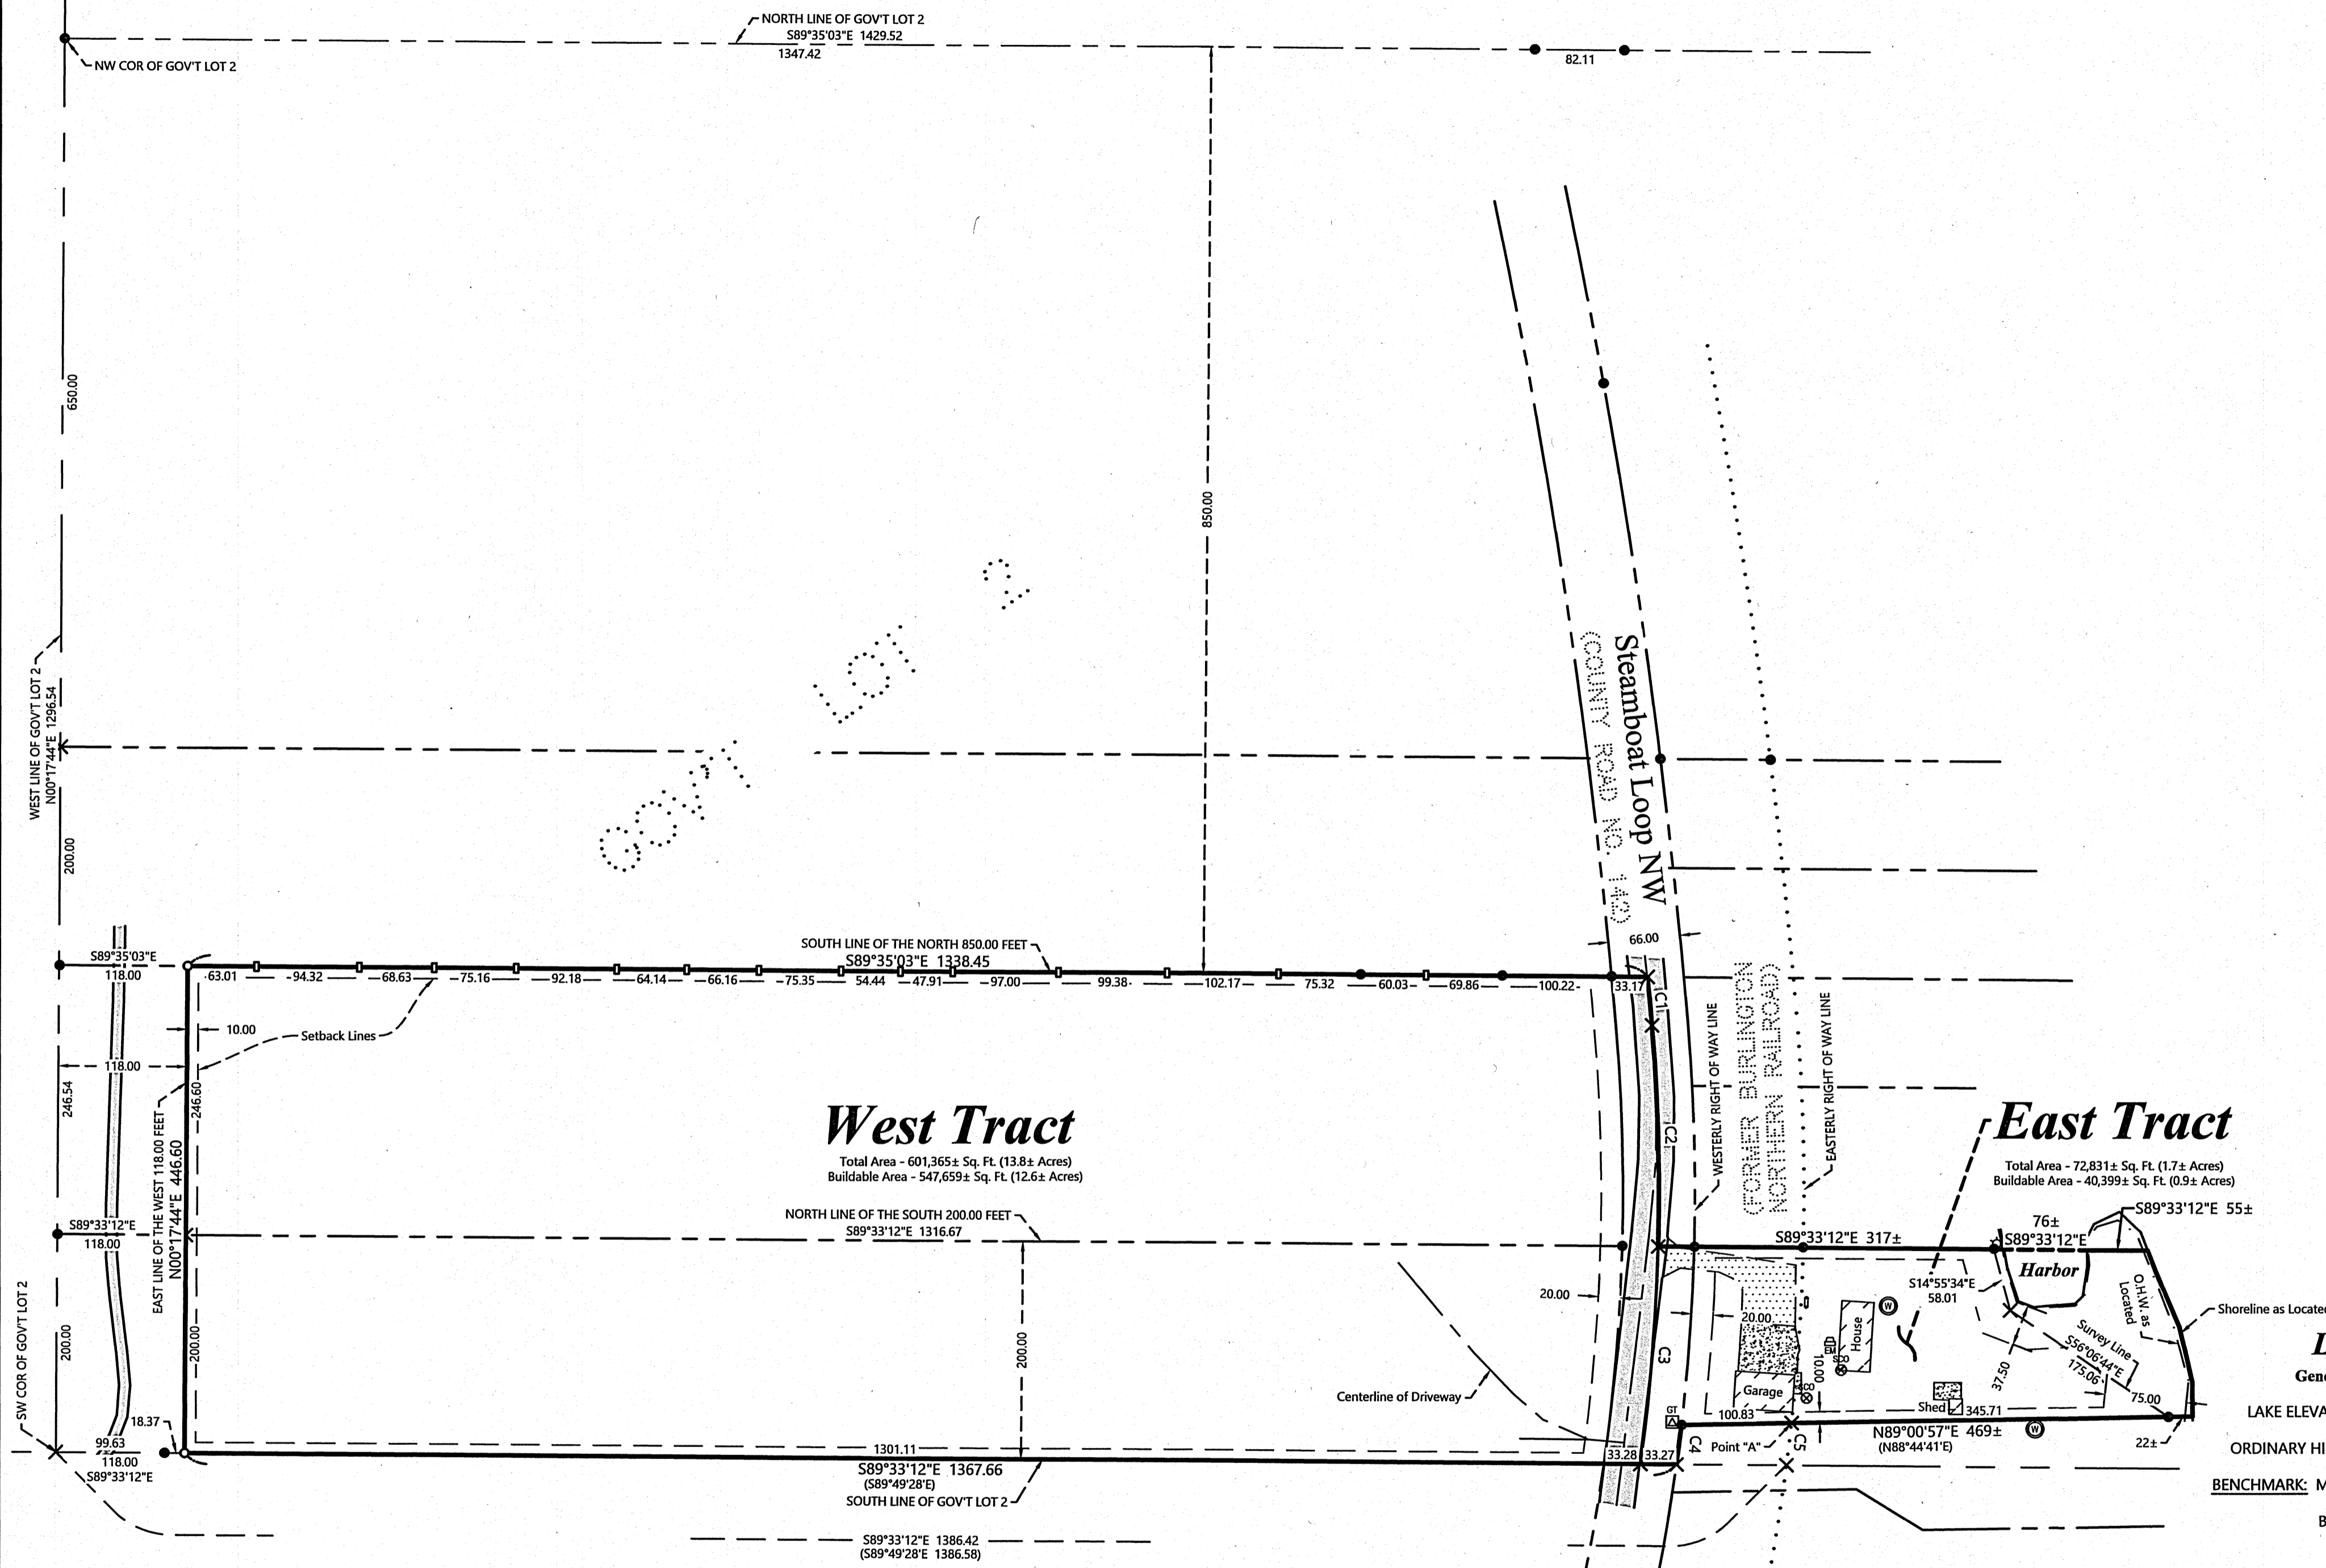 NORTH LINE OF GOV'T LOT 2
S89°35'03"E 1429.52
1347.42
82.11
NW COR OF GOV'T LOT 2
650.00
850.00
WEST LINE OF GOV'T LOT 2
N00°17'44"E 1296.54
GOV'T LOT 2
Steamboat Loop NW
(COUNTY ROAD NO. 143)
200.00
66.00
S89°35'03"E
118.00
SOUTH LINE OF THE NORTH 850.00 FEET
S89°35'03"E 1338.45
63.01 94.32 68.63 75.16 92.18 64.14 66.16 75.35 54.44 47.91 97.00 99.38 102.17 75.32 60.03 69.86 100.22 33.17
C1
10.00
Setback Lines
118.00
246.54
246.60
EAST LINE OF THE WEST 118.00 FEET
N00°17'44"E 446.60
West Tract
Total Area - 601,365± Sq. Ft. (13.8± Acres)
Buildable Area - 547,659± Sq. Ft. (12.6± Acres)
C2
WESTERLY RIGHT OF WAY LINE
(FORMER BURLINGTON
NORTHERN RAILROAD)
EASTERLY RIGHT OF WAY LINE
East Tract
Total Area - 72,831± Sq. Ft. (1.7± Acres)
Buildable Area - 40,399± Sq. Ft. (0.9± Acres)
S89°33'12"E 55±
76±
S89°33'12"E
S89°33'12"E 317±
S89°33'12"E
118.00
NORTH LINE OF THE SOUTH 200.00 FEET
S89°33'12"E 1316.67
Harbor
S14°55'34"E
58.01
O.H.W. as
Located
Shoreline as Located
20.00
20.00
W
House
EM
SCO
10.00
Survey Line
S56°06'44"E
175.06
37.50
75.00
SW COR OF GOV'T LOT 2
200.00
200.00
200.00
C3
Centerline of Driveway
Garage
SCO
Shed
345.71
100.83
GT
L
Gene
LAKE ELEVA
N89°00'57"E 469±
(N88°44'41"E)
W
22±
18.37
99.63
118.00
S89°33'12"E
1301.11
S89°33'12"E 1367.66
(S89°49'28"E)
SOUTH LINE OF GOV'T LOT 2
33.28 33.27
C4
Point "A"
C5
ORDINARY HI
BENCHMARK: M
B
S89°33'12"E 1386.42
(S89°49'28"E 1386.58)